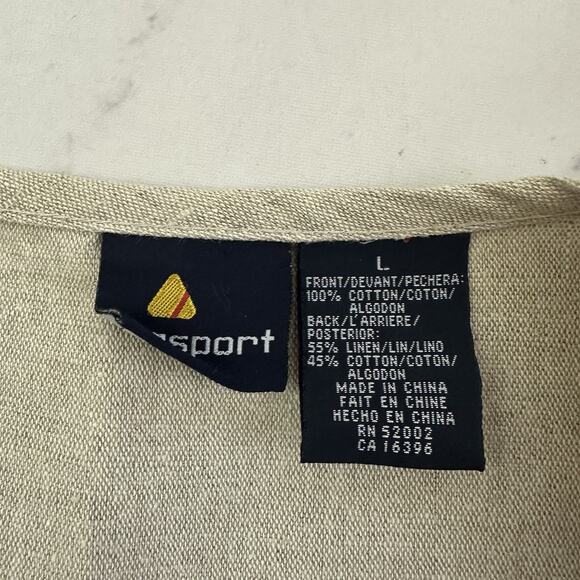 sport
L
FRONT/DEVANT/PECHERA:
100% COTTON/COTON/
ALGODON
BACK/L'ARRIERE/
POSTERIOR:
55% LINEN/LIN/LINO
45% COTTON/COTON/
ALGODON
MADE IN CHINA
FAIT EN CHINE
HECHO EN CHINA
RN 52002
CA 16396